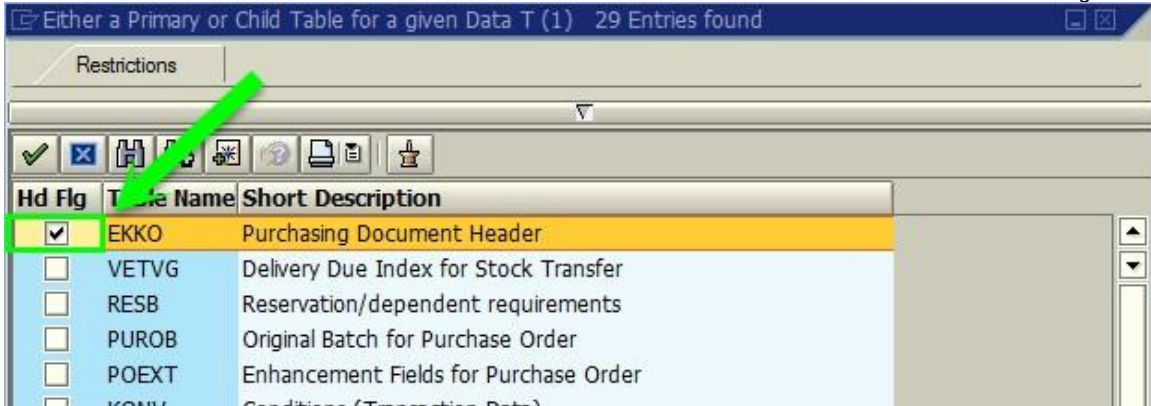 Either a Primary or Child Table for a given Data T (1) 29 Entries found
Restrictions
Hd Flg Name Short Description
EKKO Purchasing Document Header
VETVG Delivery Due Index for Stock Transfer
RESB Reservation/dependent requirements
PUROB Original Batch for Purchase Order
POEXT Enhancement Fields for Purchase Order